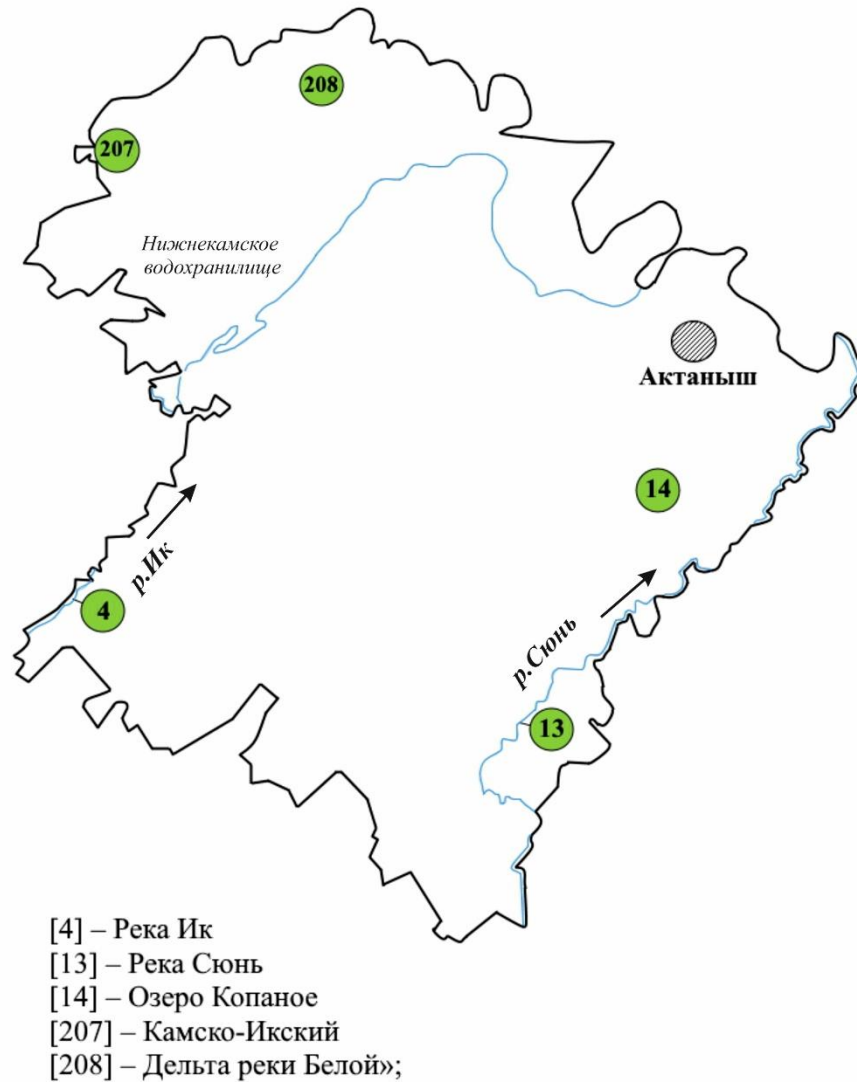 208
207
Нижнекамское
водохранилище
Актаныш
14
р.Ик
4
р.Сюнь
13
[4] – Река Ик
[13] – Река Сюнь
[14] – Озеро Копаное
[207] – Камско-Икский
[208] – Дельта реки Белой»;